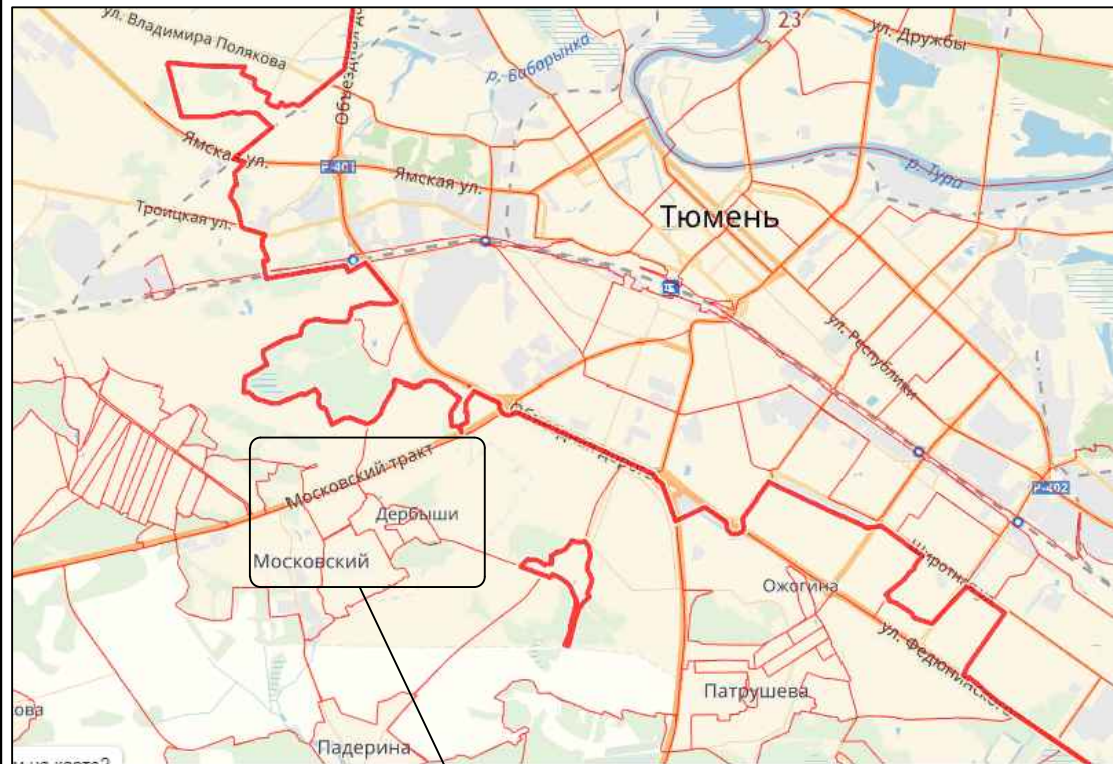 ул. Владимира Полякова
Объездная до
р. Бабарынка
23
ул. Дружбы
Ямская ул.
Р-401
Ямская ул.
р. Тура
Троицкая ул.
Тюмень
ул. Республики
Московский тракт
Р-402
Дербыши
Московский
Ожогина
ул. Федюнинского
Патрушева
ова
Падерина